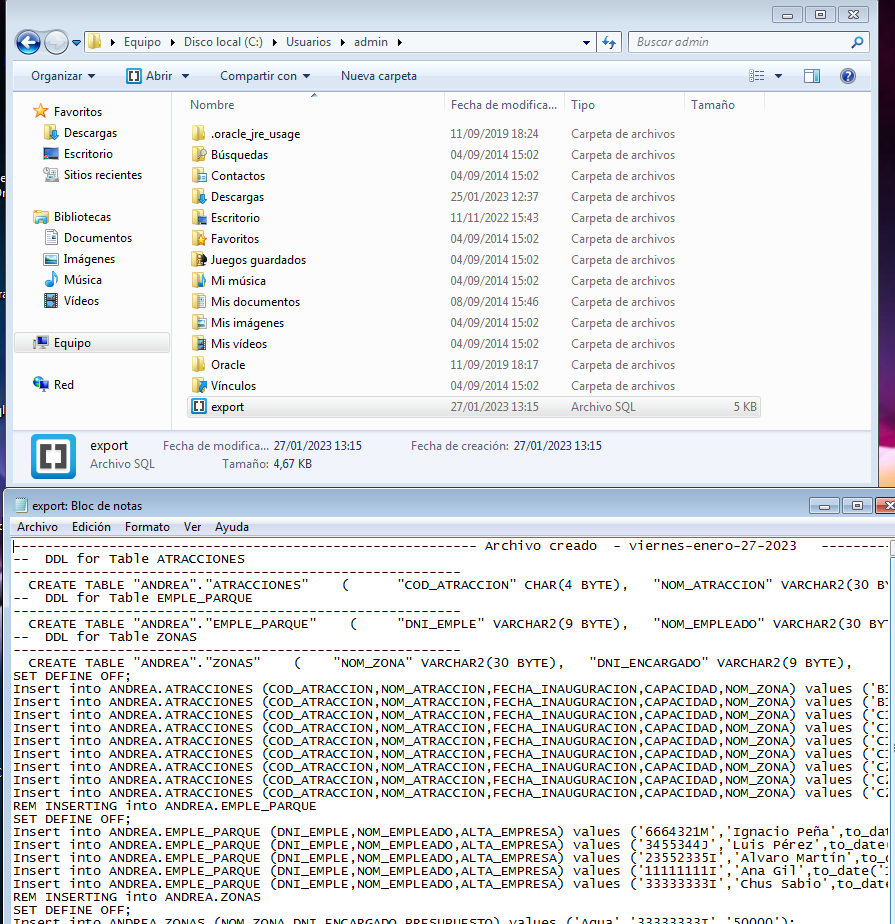 Equipo ▸ Disco local (C:) ▸ Usuarios ▸ admin ▸
Buscar admin
Organizar Abrir Compartir con Nueva carpeta
Nombre Fecha de modifica... Tipo Tamaño
Favoritos
Descargas
Escritorio
Sitios recientes
Bibliotecas
Documentos
Imágenes
Música
Vídeos
Equipo
Red
.oracle_jre_usage 11/09/2019 18:24 Carpeta de archivos
Búsquedas 04/09/2014 15:02 Carpeta de archivos
Contactos 04/09/2014 15:02 Carpeta de archivos
Descargas 25/01/2023 12:37 Carpeta de archivos
Escritorio 11/11/2022 15:43 Carpeta de archivos
Favoritos 04/09/2014 15:02 Carpeta de archivos
Juegos guardados 04/09/2014 15:02 Carpeta de archivos
Mi música 04/09/2014 15:02 Carpeta de archivos
Mis documentos 08/09/2014 15:46 Carpeta de archivos
Mis imágenes 04/09/2014 15:02 Carpeta de archivos
Mis vídeos 04/09/2014 15:02 Carpeta de archivos
Oracle 11/09/2019 18:17 Carpeta de archivos
Vínculos 04/09/2014 15:02 Carpeta de archivos
export 27/01/2023 13:15 Archivo SQL 5 KB
export Fecha de modifica... 27/01/2023 13:15 Fecha de creación: 27/01/2023 13:15
Archivo SQL Tamaño: 4,67 KB
export: Bloc de notas
Archivo Edición Formato Ver Ayuda
-------------------------------------------------------- Archivo creado - viernes-enero-27-2023 ---------
-- DDL for Table ATRACCIONES
--------------------------------------------------------
CREATE TABLE "ANDREA"."ATRACCIONES" ( "COD_ATRACCION" CHAR(4 BYTE), "NOM_ATRACCION" VARCHAR2(30 BY
-- DDL for Table EMPLE_PARQUE
--------------------------------------------------------
CREATE TABLE "ANDREA"."EMPLE_PARQUE" ( "DNI_EMPLE" VARCHAR2(9 BYTE), "NOM_EMPLEADO" VARCHAR2(30 BYT
-- DDL for Table ZONAS
--------------------------------------------------------
CREATE TABLE "ANDREA"."ZONAS" ( "NOM_ZONA" VARCHAR2(30 BYTE), "DNI_ENCARGADO" VARCHAR2(9 BYTE),
SET DEFINE OFF;
Insert into ANDREA.ATRACCIONES (COD_ATRACCION,NOM_ATRACCION,FECHA_INAUGURACION,CAPACIDAD,NOM_ZONA) values ('B
Insert into ANDREA.ATRACCIONES (COD_ATRACCION,NOM_ATRACCION,FECHA_INAUGURACION,CAPACIDAD,NOM_ZONA) values ('B
Insert into ANDREA.ATRACCIONES (COD_ATRACCION,NOM_ATRACCION,FECHA_INAUGURACION,CAPACIDAD,NOM_ZONA) values ('C
Insert into ANDREA.ATRACCIONES (COD_ATRACCION,NOM_ATRACCION,FECHA_INAUGURACION,CAPACIDAD,NOM_ZONA) values ('C
Insert into ANDREA.ATRACCIONES (COD_ATRACCION,NOM_ATRACCION,FECHA_INAUGURACION,CAPACIDAD,NOM_ZONA) values ('C
Insert into ANDREA.ATRACCIONES (COD_ATRACCION,NOM_ATRACCION,FECHA_INAUGURACION,CAPACIDAD,NOM_ZONA) values ('C
Insert into ANDREA.ATRACCIONES (COD_ATRACCION,NOM_ATRACCION,FECHA_INAUGURACION,CAPACIDAD,NOM_ZONA) values ('C
Insert into ANDREA.ATRACCIONES (COD_ATRACCION,NOM_ATRACCION,FECHA_INAUGURACION,CAPACIDAD,NOM_ZONA) values ('C
Insert into ANDREA.ATRACCIONES (COD_ATRACCION,NOM_ATRACCION,FECHA_INAUGURACION,CAPACIDAD,NOM_ZONA) values ('C
REM INSERTING into ANDREA.EMPLE_PARQUE
SET DEFINE OFF;
Insert into ANDREA.EMPLE_PARQUE (DNI_EMPLE,NOM_EMPLEADO,ALTA_EMPRESA) values ('6664321M','Ignacio Peña',to_dat
Insert into ANDREA.EMPLE_PARQUE (DNI_EMPLE,NOM_EMPLEADO,ALTA_EMPRESA) values ('3455344J','Luis Pérez',to_date(
Insert into ANDREA.EMPLE_PARQUE (DNI_EMPLE,NOM_EMPLEADO,ALTA_EMPRESA) values ('23552335I','Alvaro Martín',to_d
Insert into ANDREA.EMPLE_PARQUE (DNI_EMPLE,NOM_EMPLEADO,ALTA_EMPRESA) values ('11111111I','Ana Gil',to_date('
Insert into ANDREA.EMPLE_PARQUE (DNI_EMPLE,NOM_EMPLEADO,ALTA_EMPRESA) values ('33333333I','Chus Sabio',to_dat
REM INSERTING into ANDREA.ZONAS
SET DEFINE OFF;
Insert into ANDREA.ZONAS (NOM_ZONA,DNI_ENCARGADO,PRESUPUESTO) values ('Agua','33333333I','50000');